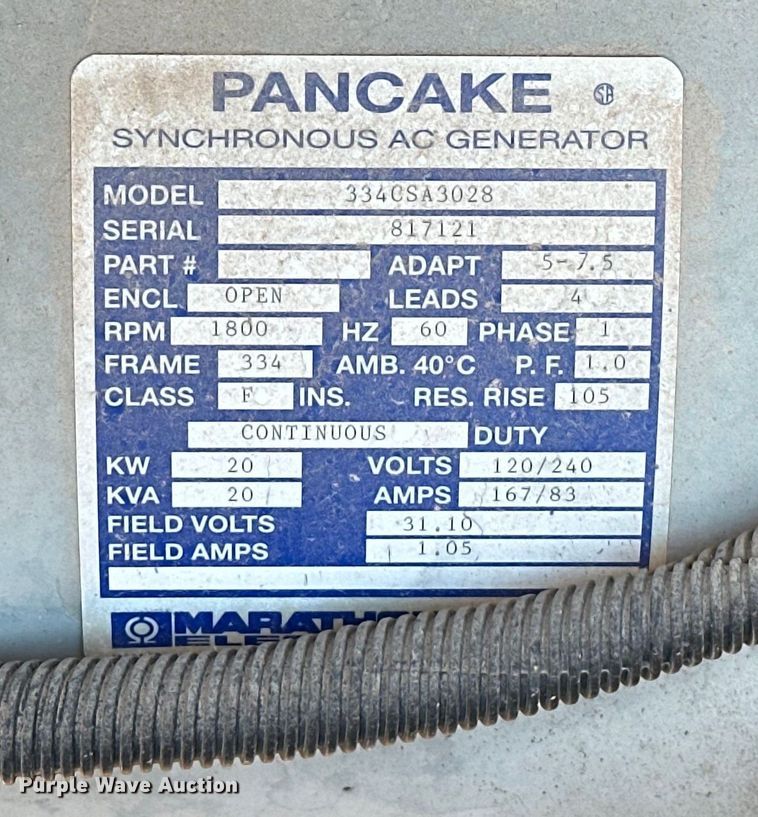 PANCAKE SA
SYNCHRONOUS AC GENERATOR
MODEL 334CSA3028
SERIAL 817121
PART # ADAPT 5-7.5
ENCL OPEN LEADS 4
RPM 1800 HZ 60 PHASE 1
FRAME 334 AMB. 40°C P. F. 1.0
CLASS F INS. RES. RISE 105
CONTINUOUS DUTY
KW 20 VOLTS 120/240
KVA 20 AMPS 167/83
FIELD VOLTS 31.10
FIELD AMPS 1.05
Purple Wave Auction